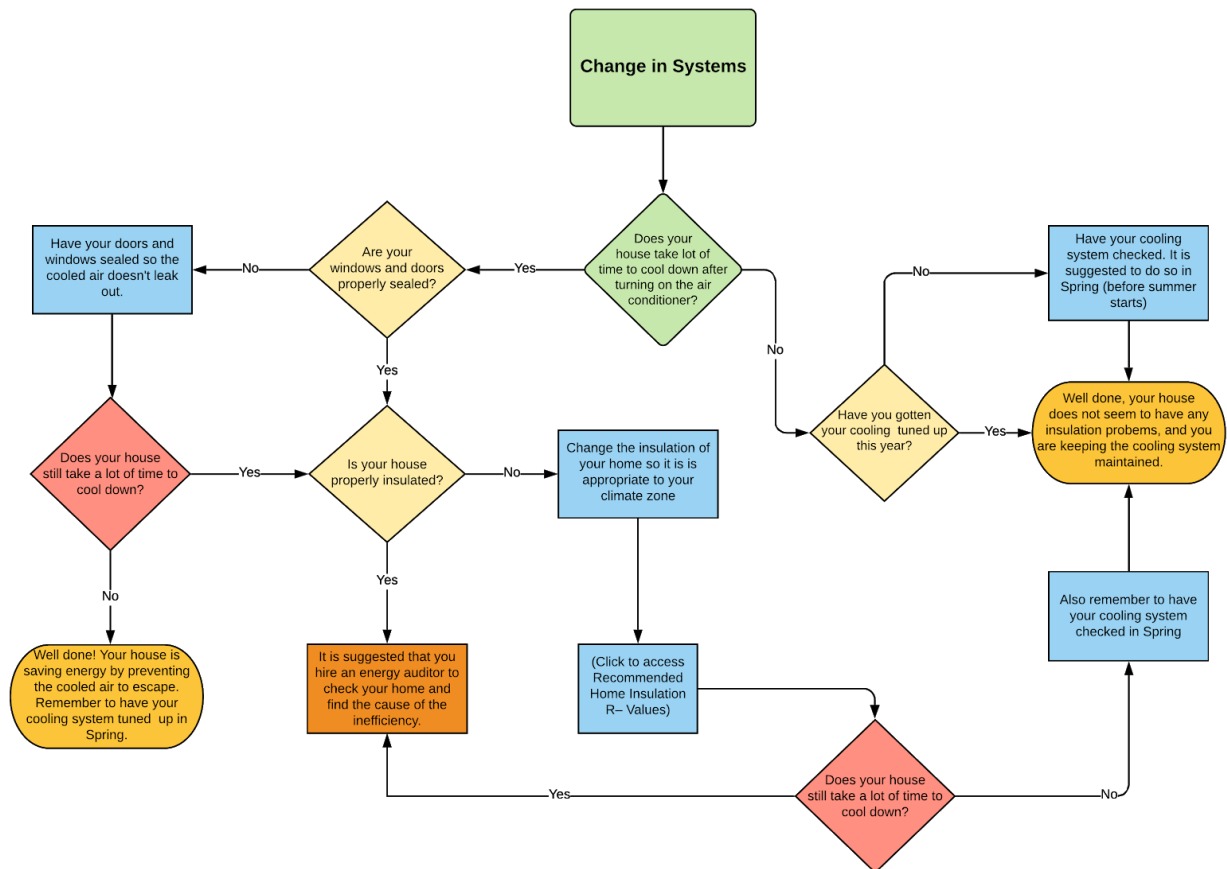 Change in Systems
Does your
house take lot of
time to cool down after
turning on the air
conditioner?
Yes
No
Are your
windows and doors
properly sealed?
No
Yes
Have your doors and
windows sealed so the
cooled air doesn't leak
out.
Have your cooling
system checked. It is
suggested to do so in
Spring (before summer
starts)
No
Have you gotten
your cooling tuned up
this year?
Yes
Well done, your house
does not seem to have any
insulation probems, and you
are keeping the cooling system
maintained.
Does your house
still take a lot of time to
cool down?
Yes
No
Is your house
properly insulated?
No
Yes
Change the insulation of
your home so it is is
appropriate to your
climate zone
Well done! Your house is
saving energy by preventing
the cooled air to escape.
Remember to have your
cooling system tuned up in
Spring.
It is suggested that you
hire an energy auditor to
check your home and
find the cause of the
inefficiency.
(Click to access
Recommended
Home Insulation
R– Values)
Also remember to have
your cooling system
checked in Spring
Does your house
still take a lot of time to
cool down?
Yes
No